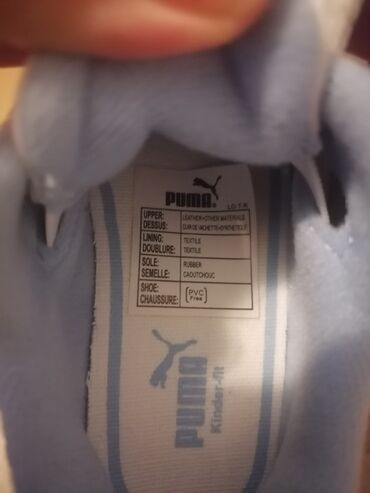 PUMA®
LO T-R
UPPER: LEATHER+OTHER MATERIALS
DESSUS:
LINING: TEXTILE
DOUBLURE: TEXTILE
SOLE: RUBBER
SEMELLE: CAOUTCHOUC
SHOE: PVC
CHAUSSURE: Free
PUMA
Kinder-fit